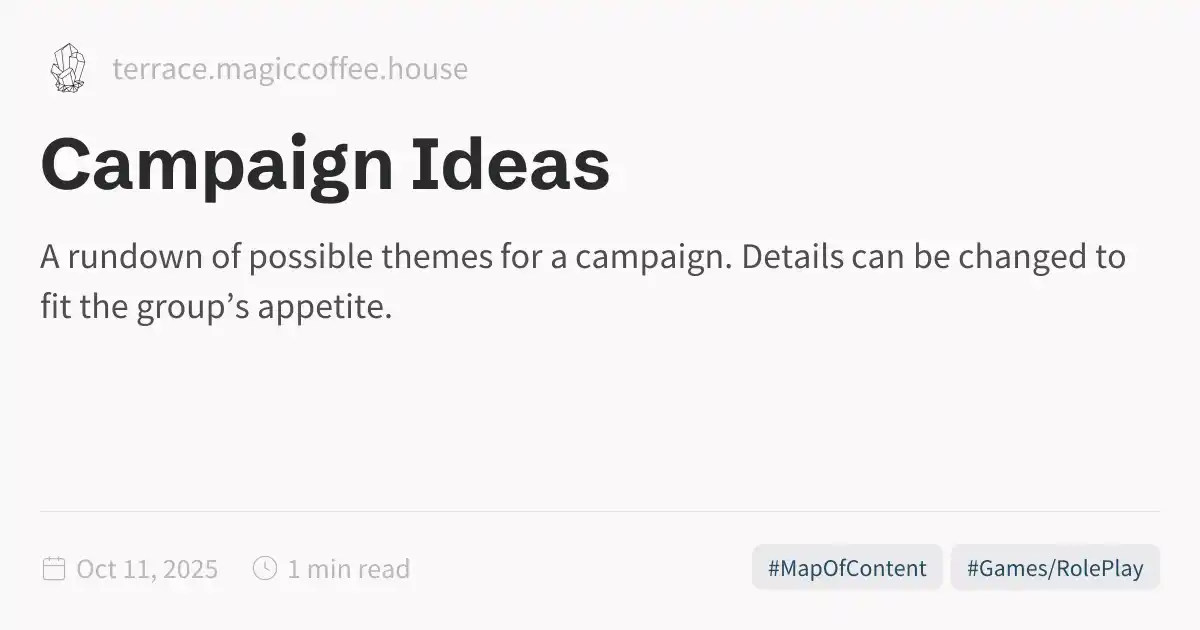 terrace.magiccoffee.house
Campaign Ideas
A rundown of possible themes for a campaign. Details can be changed to
fit the group’s appetite.
Oct 11, 2025
1 min read
#MapOfContent
#Games/RolePlay